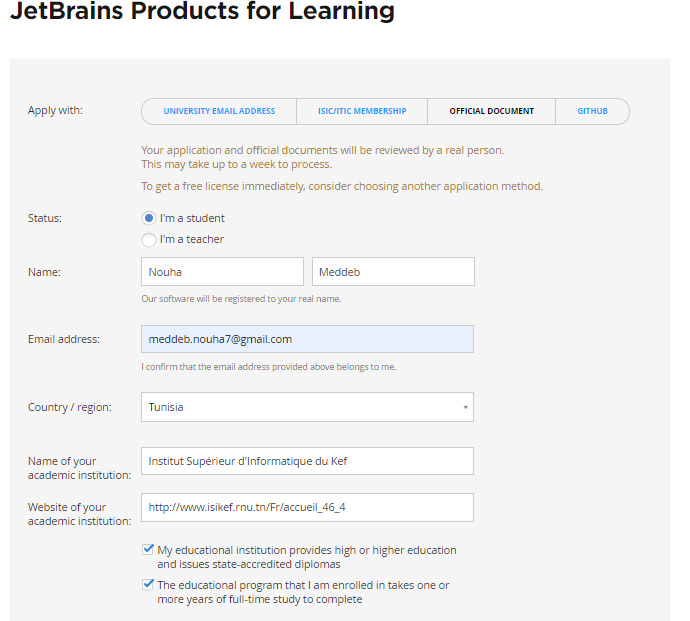 JetBrains Products for Learning
Apply with:
UNIVERSITY EMAIL ADDRESS
ISIC/ITIC MEMBERSHIP
OFFICIAL DOCUMENT
GITHUB
Your application and official documents will be reviewed by a real person.
This may take up to a week to process.
To get a free license immediately, consider choosing another application method.
Status:
I'm a student
I'm a teacher
Name:
Nouha
Meddeb
Our software will be registered to your real name.
Email address:
meddeb.nouha7@gmail.com
I confirm that the email address provided above belongs to me.
Country / region:
Tunisia
Name of your
academic institution:
Institut Supérieur d'Informatique du Kef
Website of your
academic institution:
http://www.isikef.rnu.tn/Fr/accueil_46_4
My educational institution provides high or higher education
and issues state-accredited diplomas
The educational program that I am enrolled in takes one or
more years of full-time study to complete